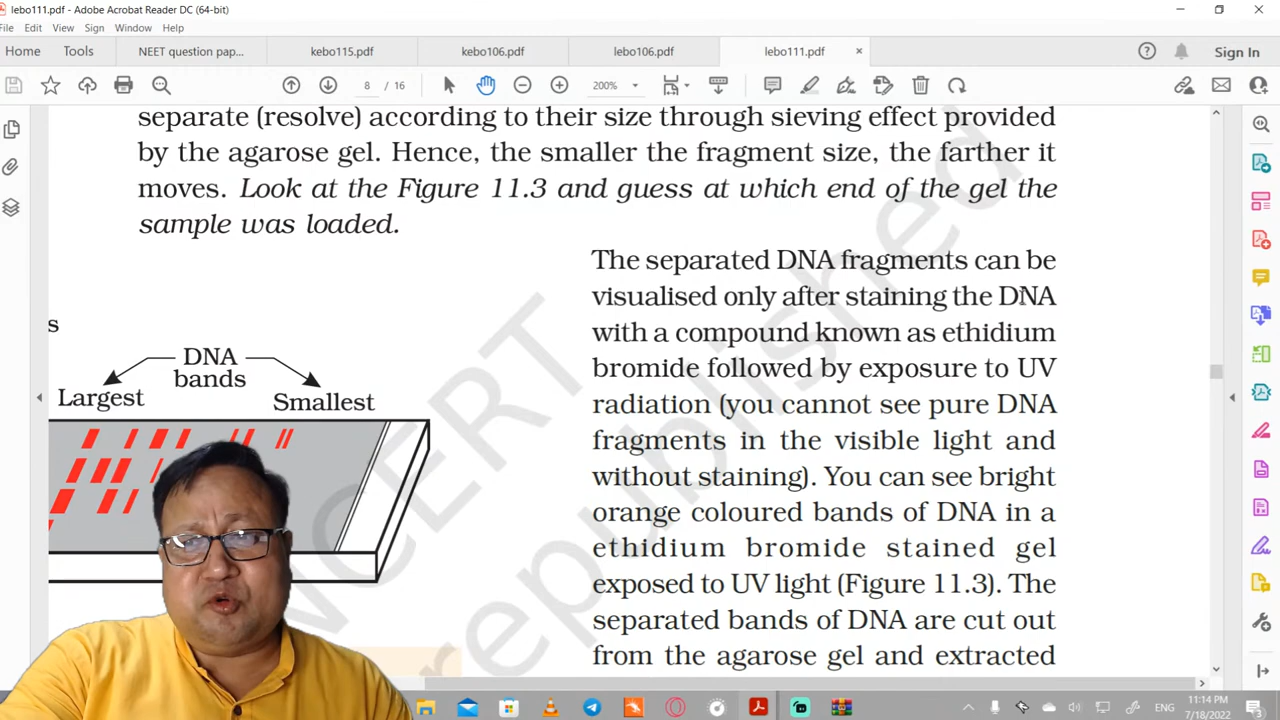 lebo111.pdf - Adobe Acrobat Reader DC (64-bit)
File Edit View Sign Window Help
Home Tools NEET question pap... kebo115.pdf kebo106.pdf lebo106.pdf lebo111.pdf Sign In
8 / 16 200%
separate (resolve) according to their size through sieving effect provided
by the agarose gel. Hence, the smaller the fragment size, the farther it
moves. Look at the Figure 11.3 and guess at which end of the gel the
sample was loaded.
The separated DNA fragments can be
visualised only after staining the DNA
with a compound known as ethidium
bromide followed by exposure to UV
radiation (you cannot see pure DNA
fragments in the visible light and
without staining). You can see bright
orange coloured bands of DNA in a
ethidium bromide stained gel
exposed to UV light (Figure 11.3). The
separated bands of DNA are cut out
from the agarose gel and extracted
s
DNA
bands
Largest
Smallest
NCERT
republished
ENG
11:14 PM
7/18/2022
3